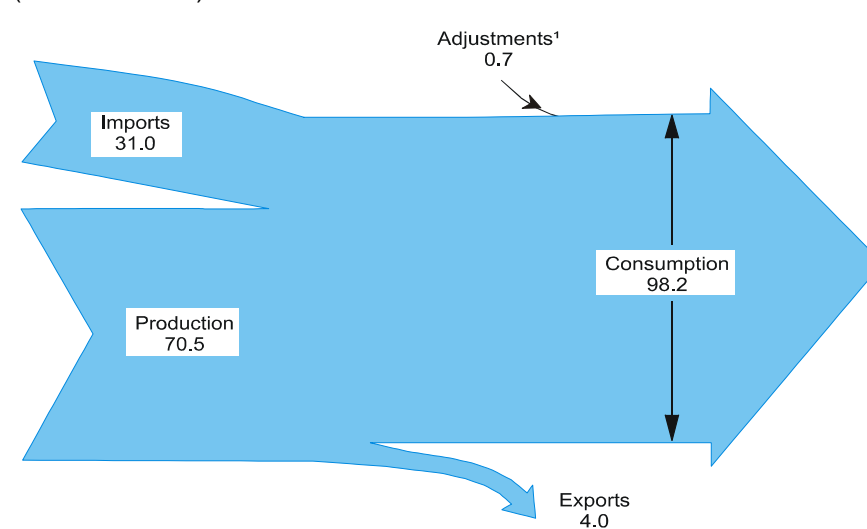 Adjustments¹
0.7
Imports
31.0
Consumption
98.2
Production
70.5
Exports
4.0